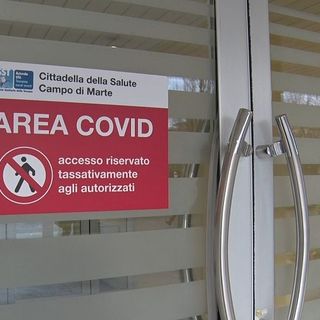 Cittadella della Salute
Campo di Marte
AREA COVID
accesso riservato
tassativamente
agli autorizzati